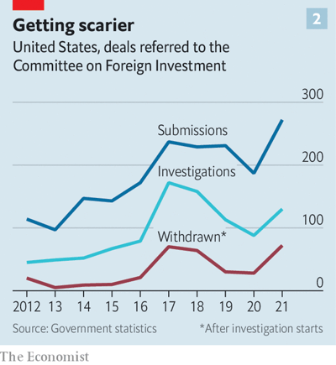 Getting scarier
2
United States, deals referred to the
Committee on Foreign Investment
300
Submissions
200
Investigations
100
Withdrawn*
0
2012 13 14 15 16 17 18 19 20 21
Source: Government statistics *After investigation starts
The Economist